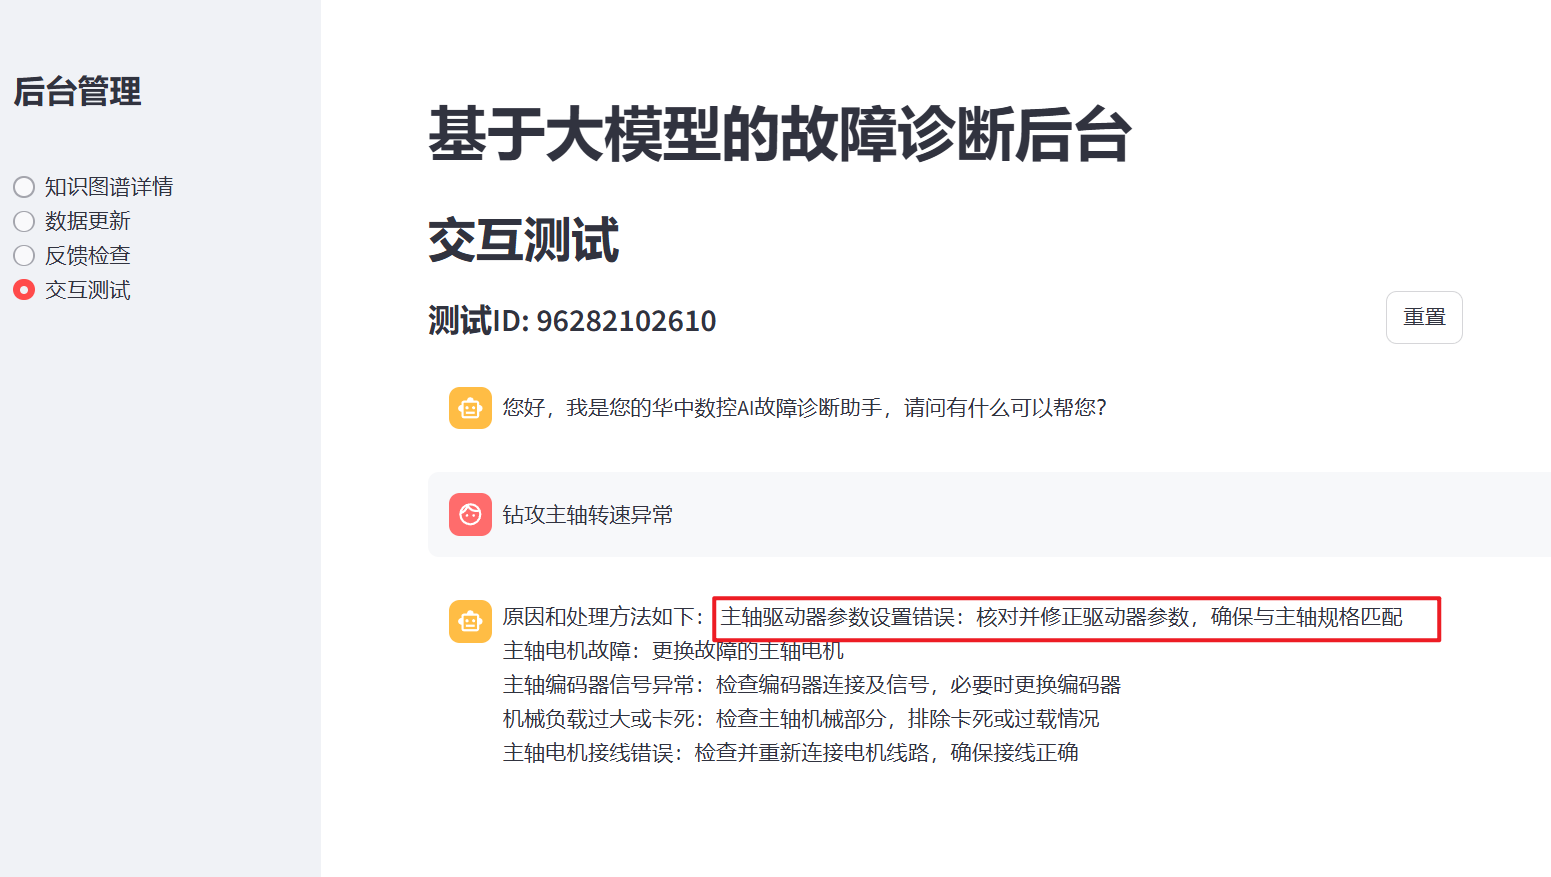 后台管理
知识图谱详情
数据更新
反馈检查
交互测试
基于大模型的故障诊断后台
交互测试
测试ID: 96282102610
重置
您好，我是您的华中数控AI故障诊断助手，请问有什么可以帮您？
钻攻主轴转速异常
原因和处理方法如下：主轴驱动器参数设置错误：核对并修正驱动器参数，确保与主轴规格匹配
主轴电机故障：更换故障的主轴电机
主轴编码器信号异常：检查编码器连接及信号，必要时更换编码器
机械负载过大或卡死：检查主轴机械部分，排除卡死或过载情况
主轴电机接线错误：检查并重新连接电机线路，确保接线正确